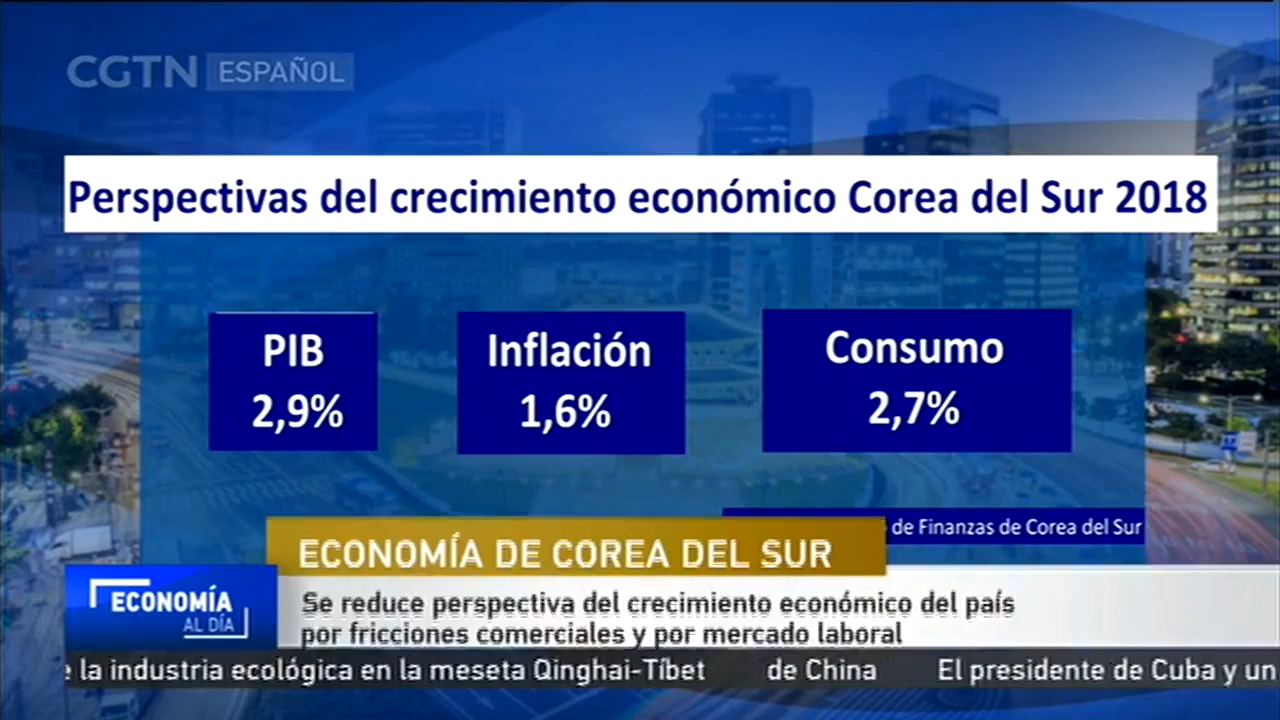 CGTN ESPAÑOL
Perspectivas del crecimiento económico Corea del Sur 2018
PIB
2,9%
Inflación
1,6%
Consumo
2,7%
de Finanzas de Corea del Sur
ECONOMÍA DE COREA DEL SUR
ECONOMÍA
AL DÍA
Se reduce perspectiva del crecimiento económico del país
por fricciones comerciales y por mercado laboral
la industria ecológica en la meseta Qinghai-Tíbet de China El presidente de Cuba y un